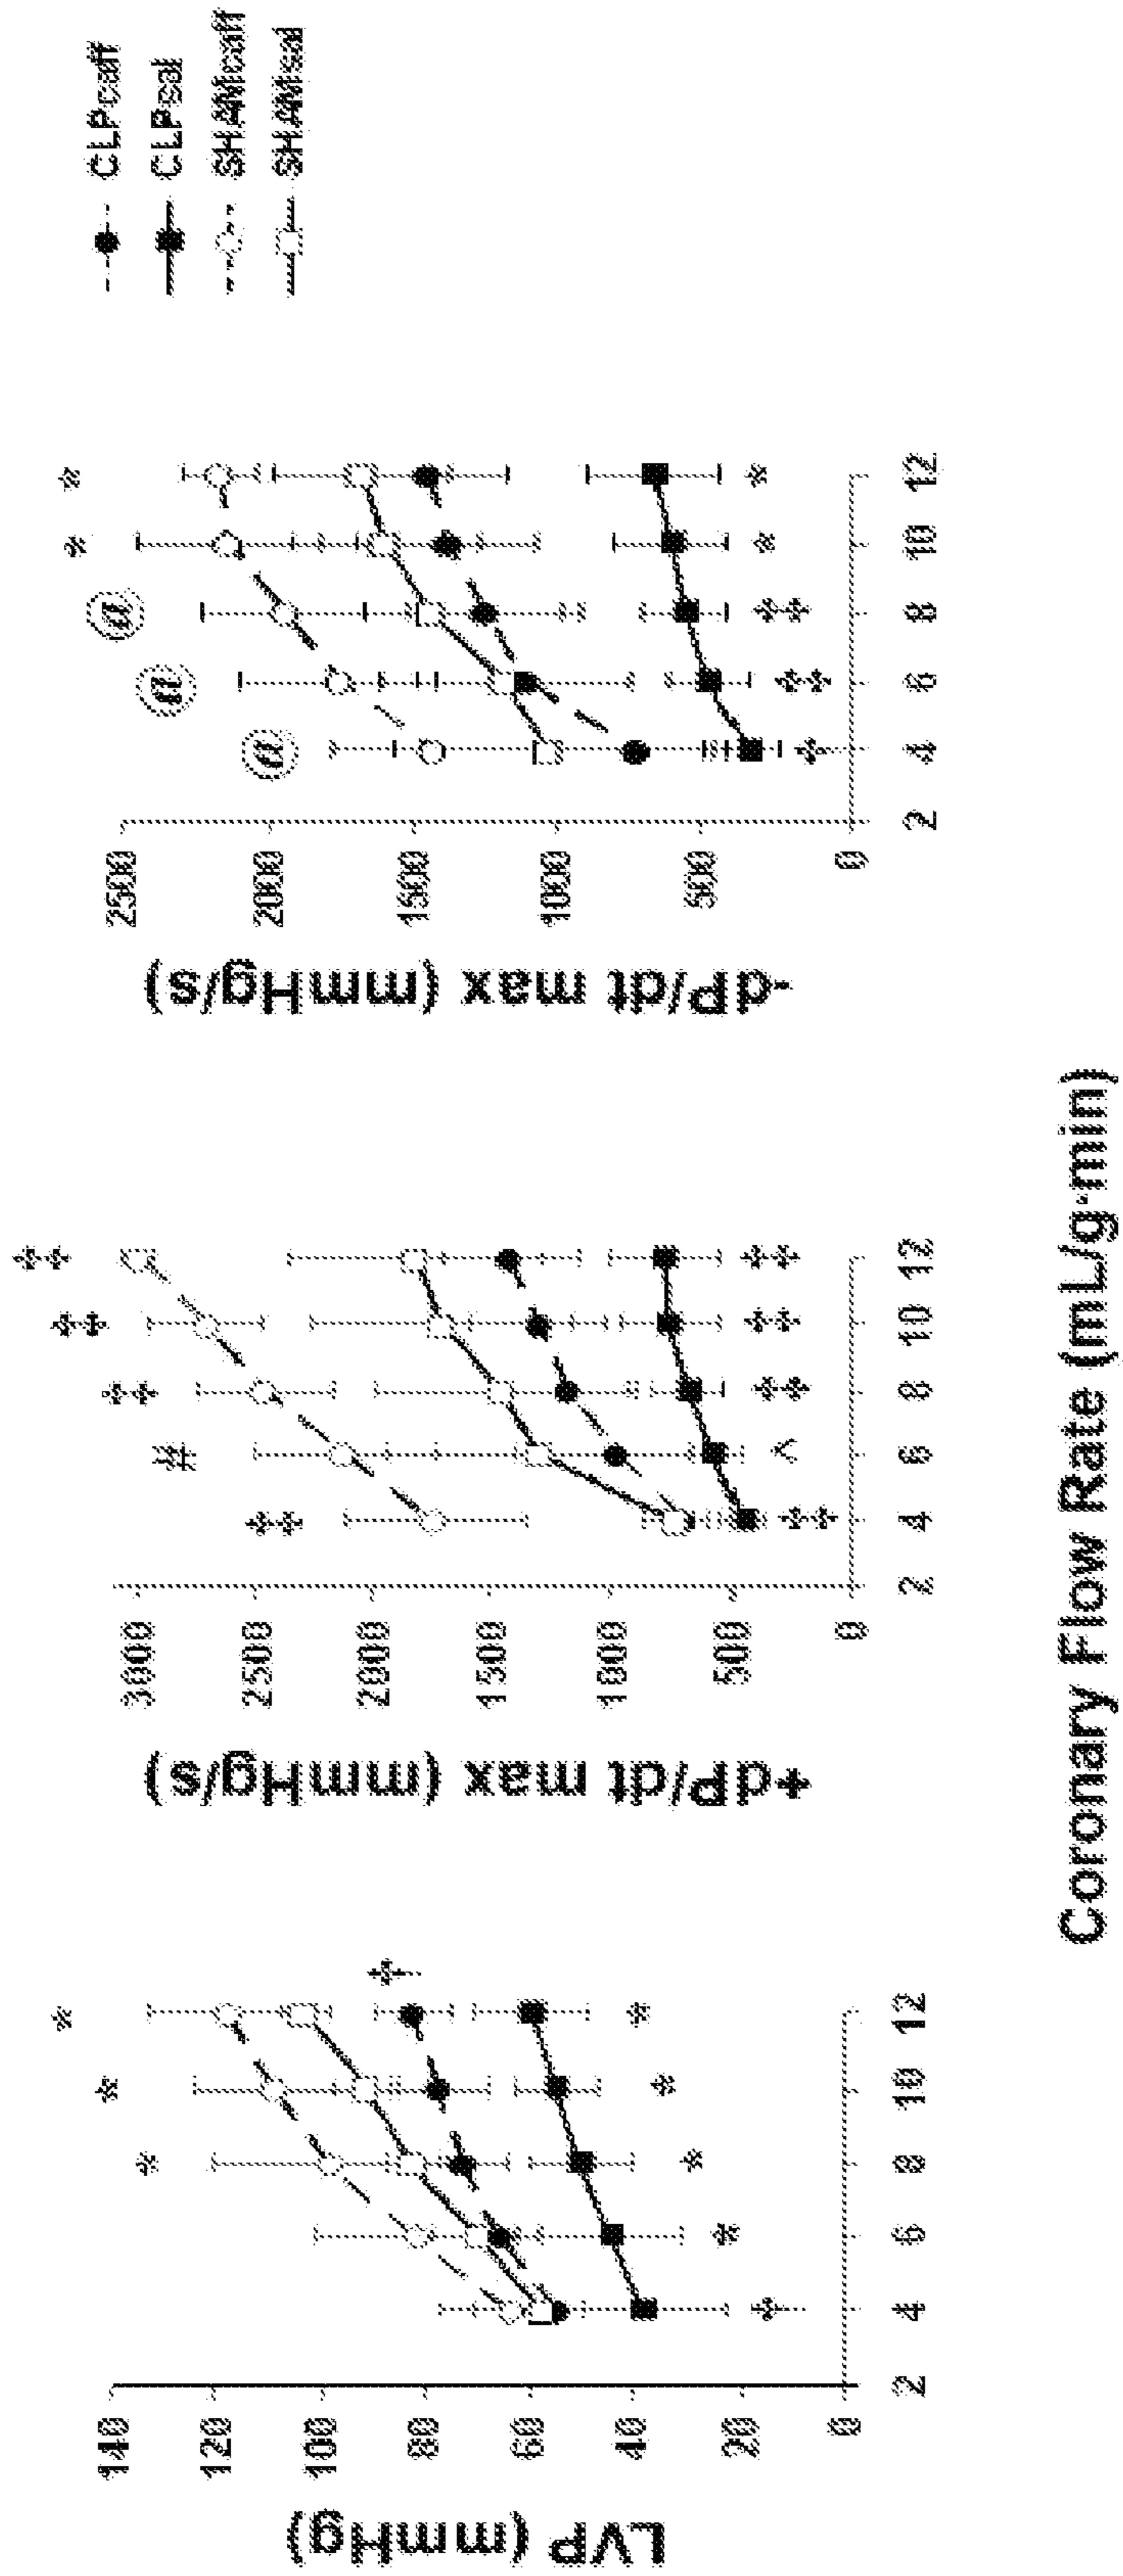 CLPcaff
CLPsal
SHAMcaff
SHAMsal
LVP (mmHg)
140
120
100
80
60
40
20
0
2 4 6 8 10 12
* * *
‡
‡ * * * *
+dP/dt max (mmHg/s)
3000
2500
2000
1500
1000
500
0
2 4 6 8 10 12
** # ** ** **
** ^ ** ** **
-dP/dt max (mmHg/s)
2500
2000
1500
1000
500
0
2 4 6 8 10 12
@ @ @ * *
Coronary Flow Rate (mL/g·min)